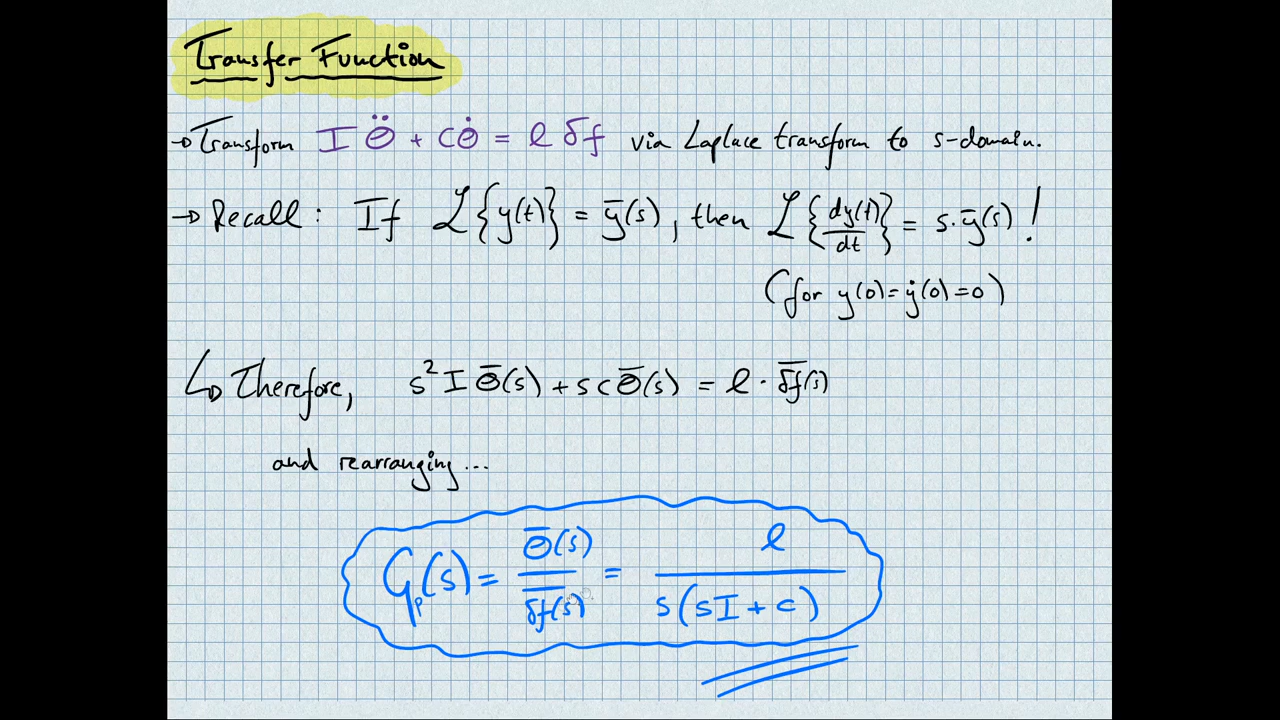 Transfer Function
→ Transform I θ̈ + cθ̇ = l δf via Laplace transform to s-domain.
→ Recall: If ℒ{y(t)} = ȳ(s), then ℒ{dy(t)/dt} = s·ȳ(s)!
(for y(0)=ẏ(0)=0)
↳ Therefore, s² I θ̄(s) + s c θ̄(s) = l · δf̄(s)
and rearranging...
Gₚ(s) = θ̄(s)/δf̄(s) = l/s(sI + c)